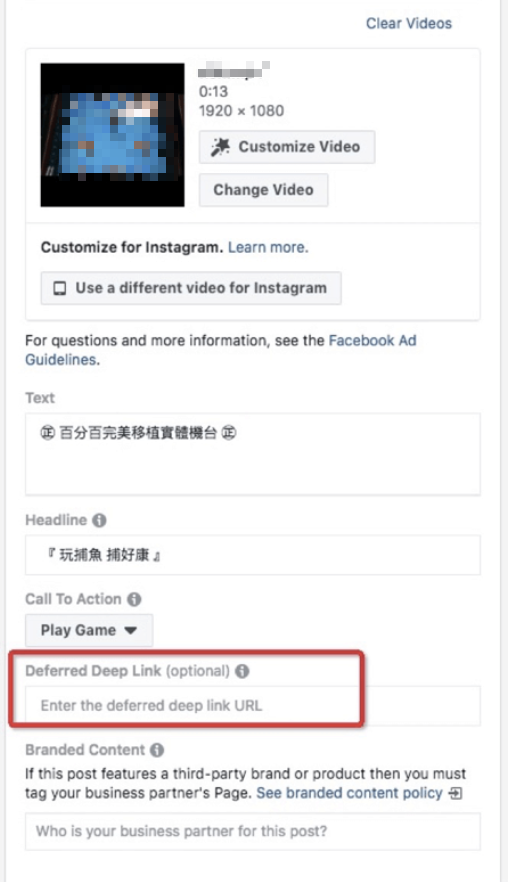 Clear Videos
0:13
1920 × 1080
Customize Video
Change Video
Customize for Instagram. Learn more.
Use a different video for Instagram
For questions and more information, see the Facebook Ad
Guidelines.
Text
㊣ 百分百完美移植實體機台 ㊣
Headline
『 玩捕魚 捕好康 』
Call To Action
Play Game
Deferred Deep Link (optional)
Enter the deferred deep link URL
Branded Content
If this post features a third-party brand or product then you must
tag your business partner's Page. See branded content policy
Who is your business partner for this post?